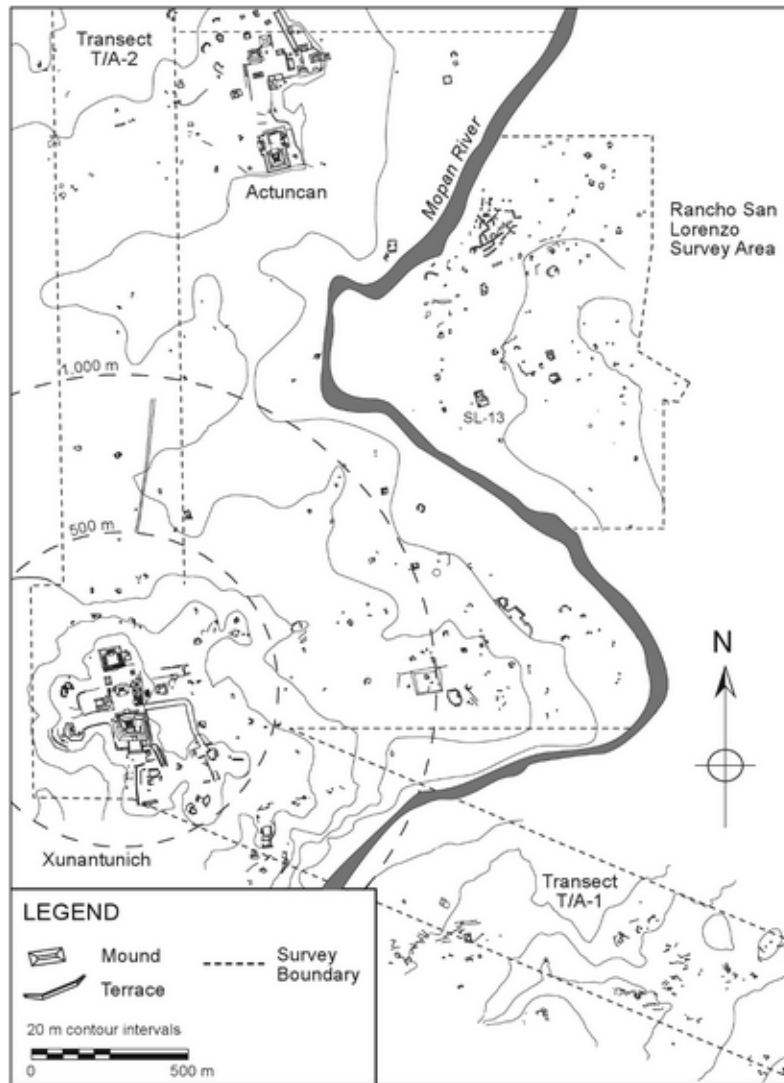 Transect
T/A-2
Actuncan
Mopan River
Rancho San
Lorenzo
Survey Area
1,000 m
SL-13
500 m
N
Xunantunich
Transect
T/A-1
LEGEND
Mound
Terrace
Survey
Boundary
20 m contour intervals
0 500 m